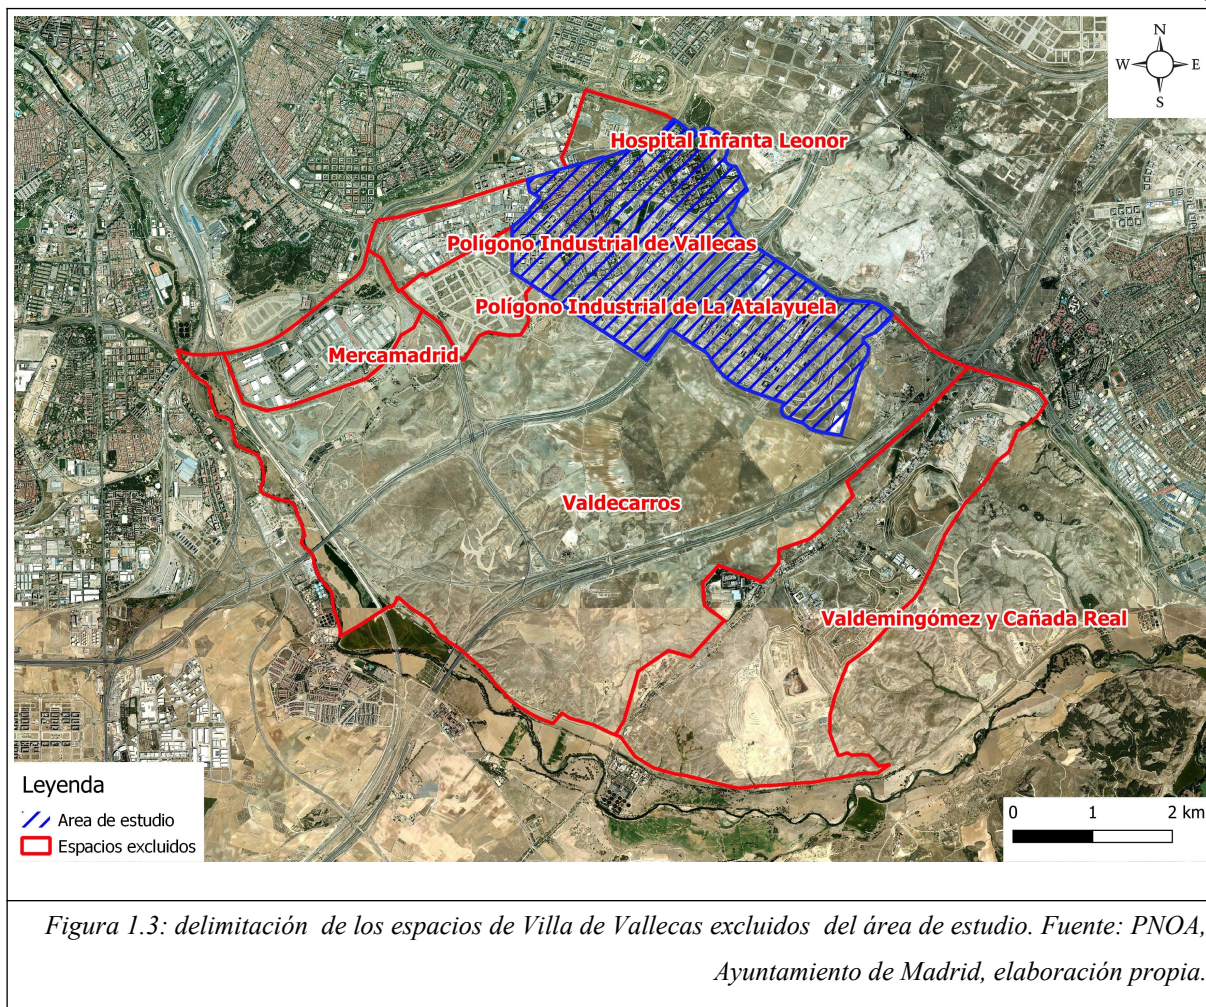 N
W E
S
Hospital Infanta Leonor
Polígono Industrial de Vallecas
Polígono Industrial de La Atalayuela
Mercamadrid
Valdecarros
Valdemingómez y Cañada Real
Leyenda
Area de estudio
Espacios excluidos
0 1 2 km
Figura 1.3: delimitación de los espacios de Villa de Vallecas excluidos del área de estudio. Fuente: PNOA,
Ayuntamiento de Madrid, elaboración propia.